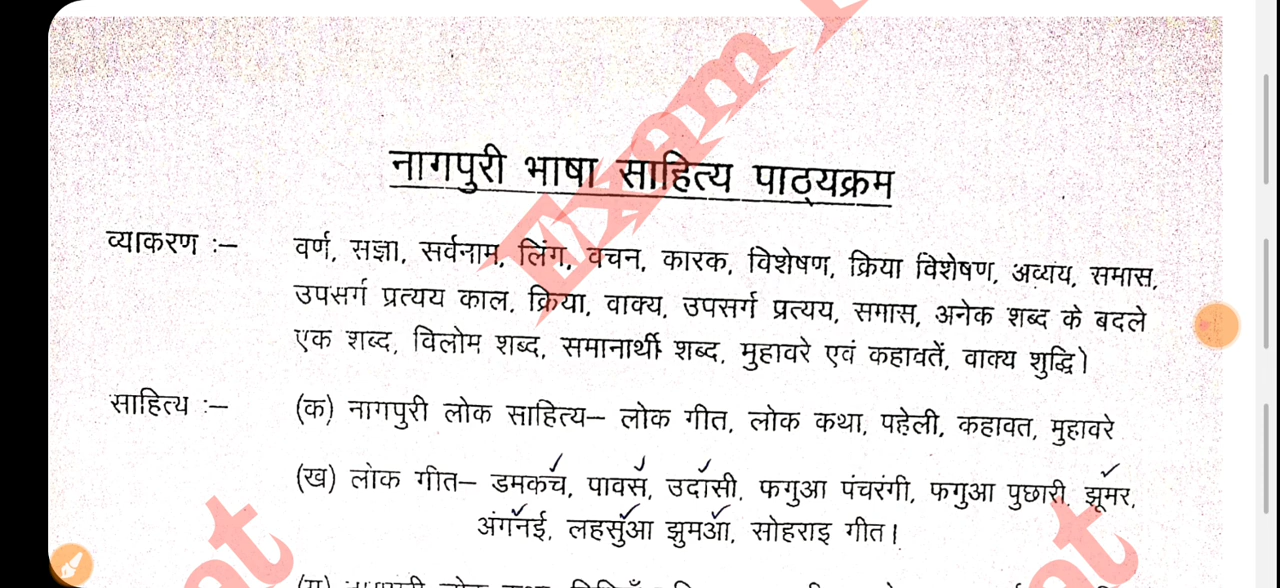 नागपुरी भाषा साहित्य पाठ्यक्रम
व्याकरण :– वर्ण, सज्ञा, सर्वनाम, लिंग, वचन, कारक, विशेषण, क्रिया विशेषण, अव्यय, समास,
उपसर्ग प्रत्यय काल, क्रिया, वाक्य, उपसर्ग प्रत्यय, समास, अनेक शब्द के बदले
एक शब्द, विलोम शब्द, समानार्थी शब्द, मुहावरे एवं कहावतें, वाक्य शुद्धि)
साहित्य :– (क) नागपुरी लोक साहित्य– लोक गीत, लोक कथा, पहेली, कहावत, मुहावरे
(ख) लोक गीत– डमकच, पावस, उदासी, फगुआ पंचरंगी, फगुआ पुछारी, झूमर,
अंगनई, लहसुआ झुमआ, सोहराइ गीत।
Exam